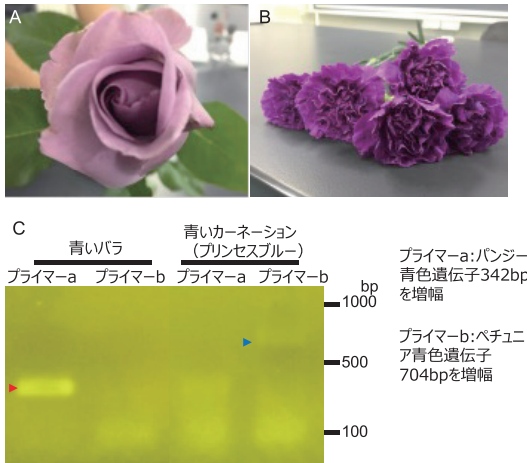 A
B
C
青いバラ
青いカーネーション
（プリンセスブルー）
プライマーa
プライマーb
プライマーa
プライマーb
bp
1000
500
100
プライマーa:パンジー
青色遺伝子342bp
を増幅
プライマーb:ペチュニ
ア青色遺伝子
704bpを増幅